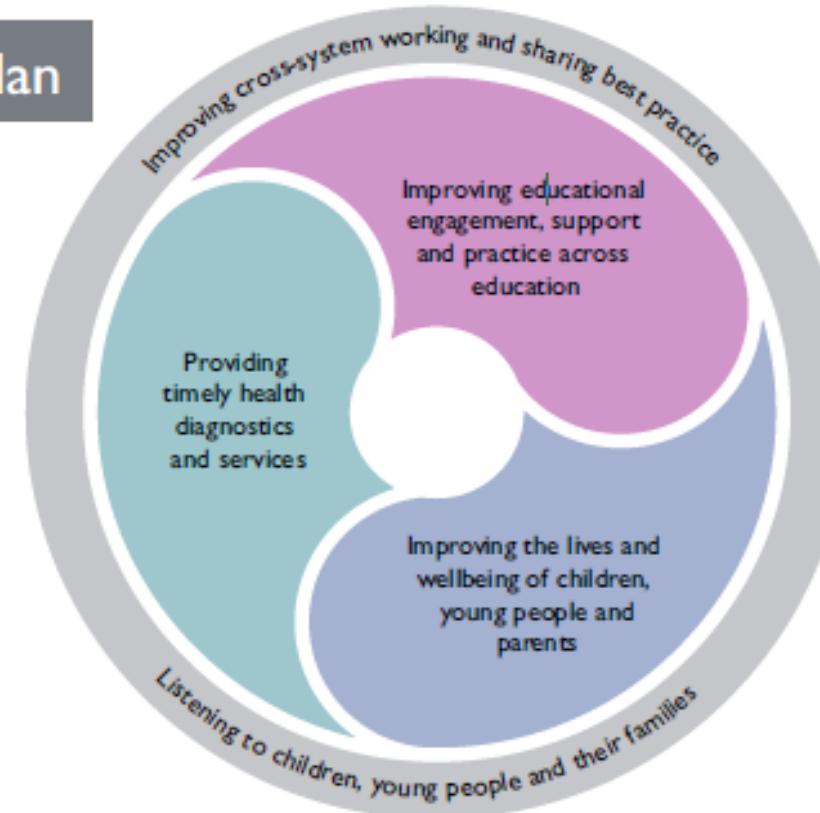 lan
Improving cross-system working and sharing best practice
Improving educational
engagement, support
and practice across
education
Providing
timely health
diagnostics
and services
Improving the lives and
wellbeing of children,
young people and
parents
Listening to children, young people and their families